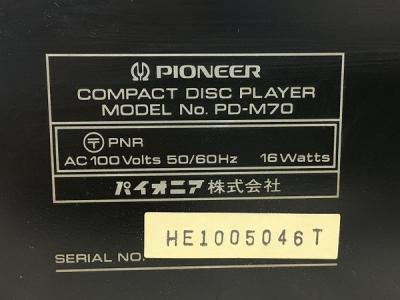 PIONEER
COMPACT DISC PLAYER
MODEL No. PD-M70
〒 PNR
AC 100 Volts 50/60Hz 16 Watts
パイオニア株式会社
HE1005046T
SERIAL NO.